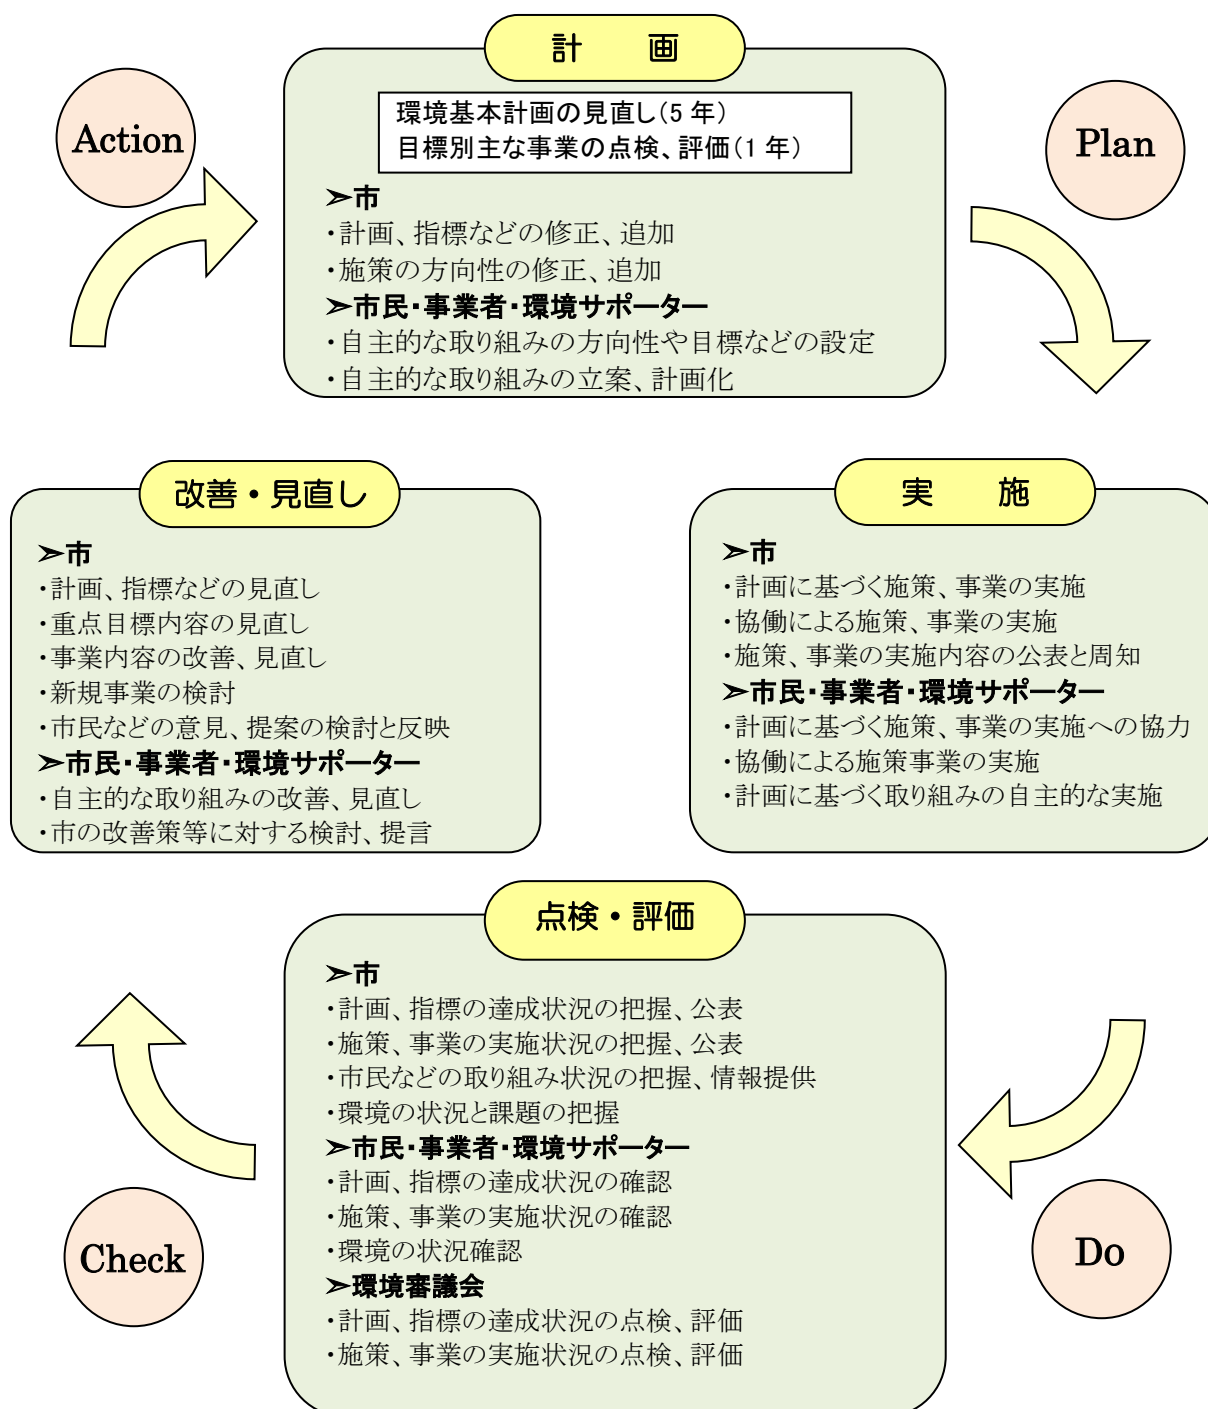 計　画
Action
Plan
環境基本計画の見直し(5 年)
目標別主な事業の点検、評価(1 年)
➢市
・計画、指標などの修正、追加
・施策の方向性の修正、追加
➢市民・事業者・環境サポーター
・自主的な取り組みの方向性や目標などの設定
・自主的な取り組みの立案、計画化
改善・見直し
➢市
・計画、指標などの見直し
・重点目標内容の見直し
・事業内容の改善、見直し
・新規事業の検討
・市民などの意見、提案の検討と反映
➢市民・事業者・環境サポーター
・自主的な取り組みの改善、見直し
・市の改善策等に対する検討、提言
実　施
➢市
・計画に基づく施策、事業の実施
・協働による施策、事業の実施
・施策、事業の実施内容の公表と周知
➢市民・事業者・環境サポーター
・計画に基づく施策、事業の実施への協力
・協働による施策事業の実施
・計画に基づく取り組みの自主的な実施
点検・評価
➢市
・計画、指標の達成状況の把握、公表
・施策、事業の実施状況の把握、公表
・市民などの取り組み状況の把握、情報提供
・環境の状況と課題の把握
➢市民・事業者・環境サポーター
・計画、指標の達成状況の確認
・施策、事業の実施状況の確認
・環境の状況確認
➢環境審議会
・計画、指標の達成状況の点検、評価
・施策、事業の実施状況の点検、評価
Check
Do